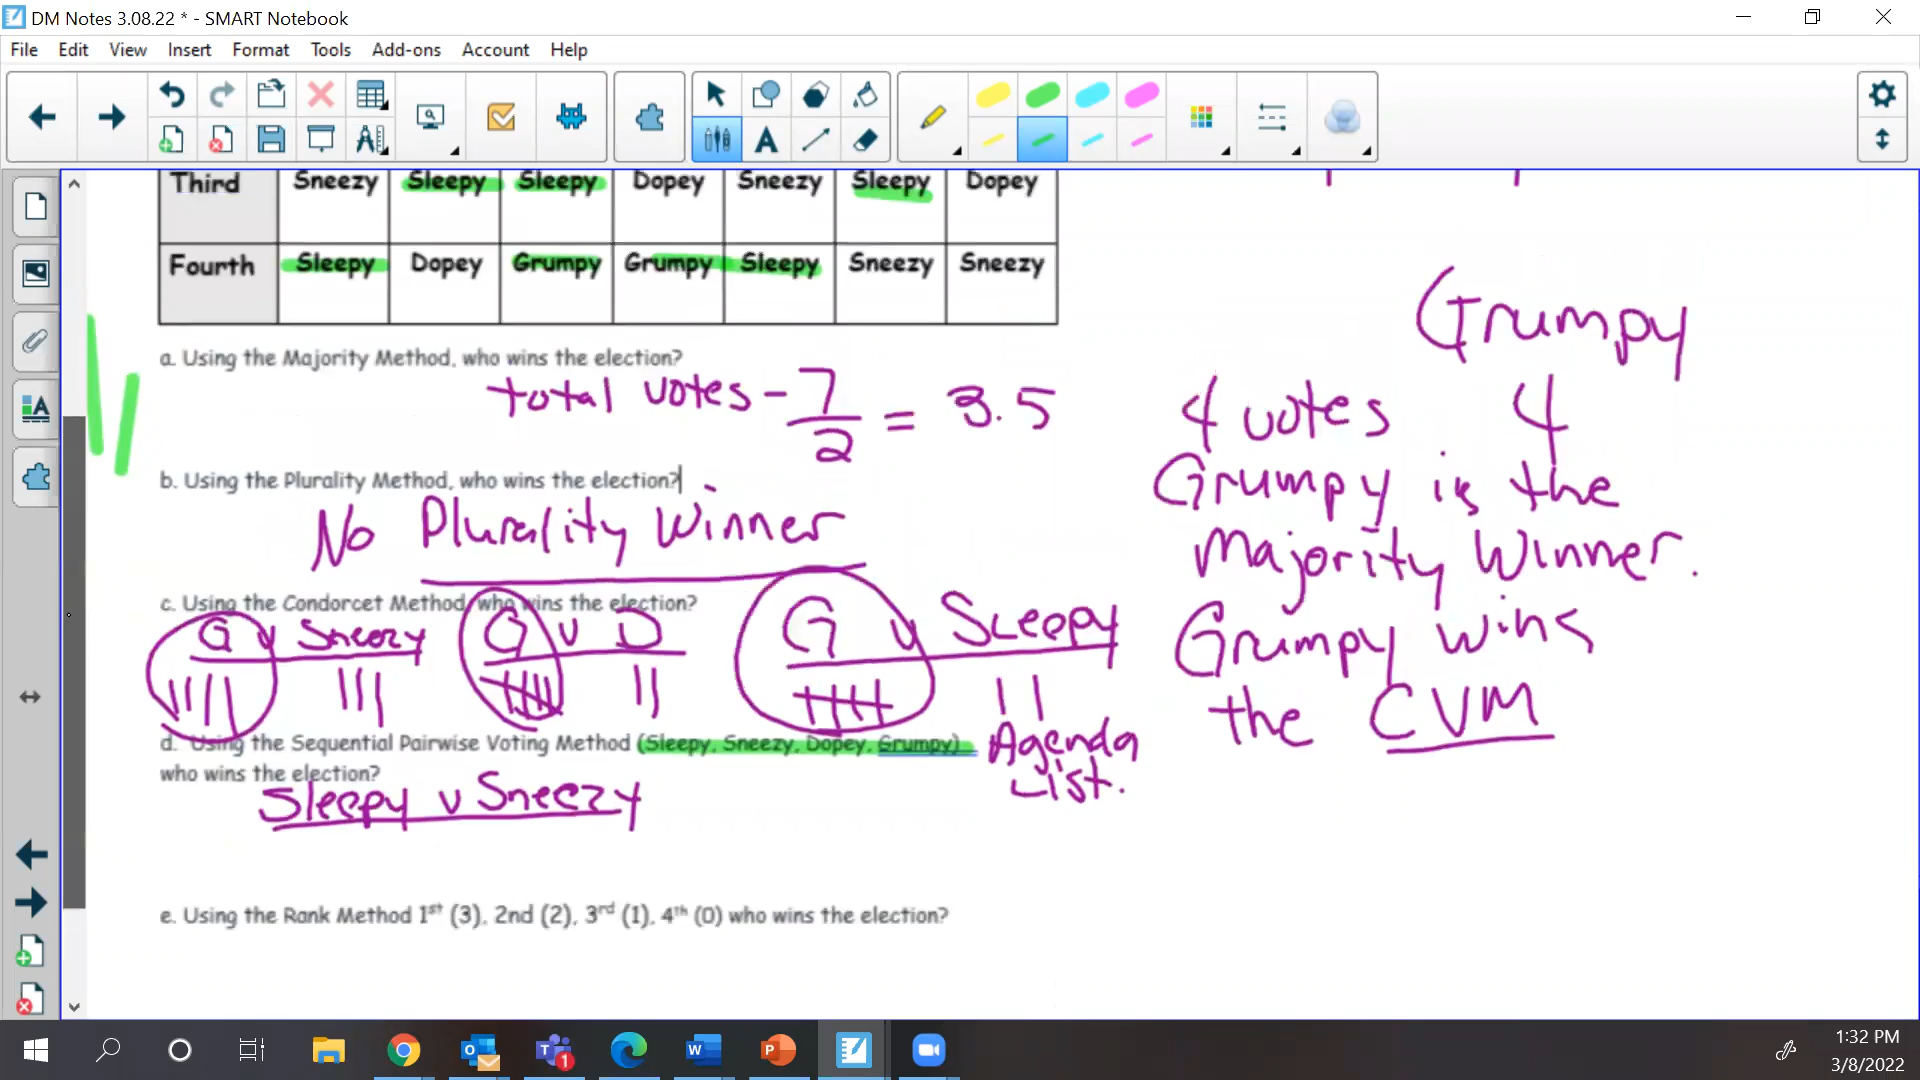 DM Notes 3.08.22 * - SMART Notebook
File Edit View Insert Format Tools Add-ons Account Help
Third Sneezy Sleepy Sleepy Dopey Sneezy Sleepy Dopey
Fourth Sleepy Dopey Grumpy Grumpy Sleepy Sneezy Sneezy
Grumpy
a. Using the Majority Method, who wins the election?
total votes - 7/2 = 3.5
4 votes 4
b. Using the Plurality Method, who wins the election?
Grumpy is the
No Plurality Winner
Majority Winner.
c. Using the Condorcet Method, who wins the election?
G v Sneezy G v D G v Sleepy
Grumpy wins
the CVM
d. Using the Sequential Pairwise Voting Method (Sleepy, Sneezy, Dopey, Grumpy)
Agenda
who wins the election?
List.
Sleepy v Sneezy
e. Using the Rank Method 1st (3), 2nd (2), 3rd (1), 4th (0) who wins the election?
1:32 PM
3/8/2022